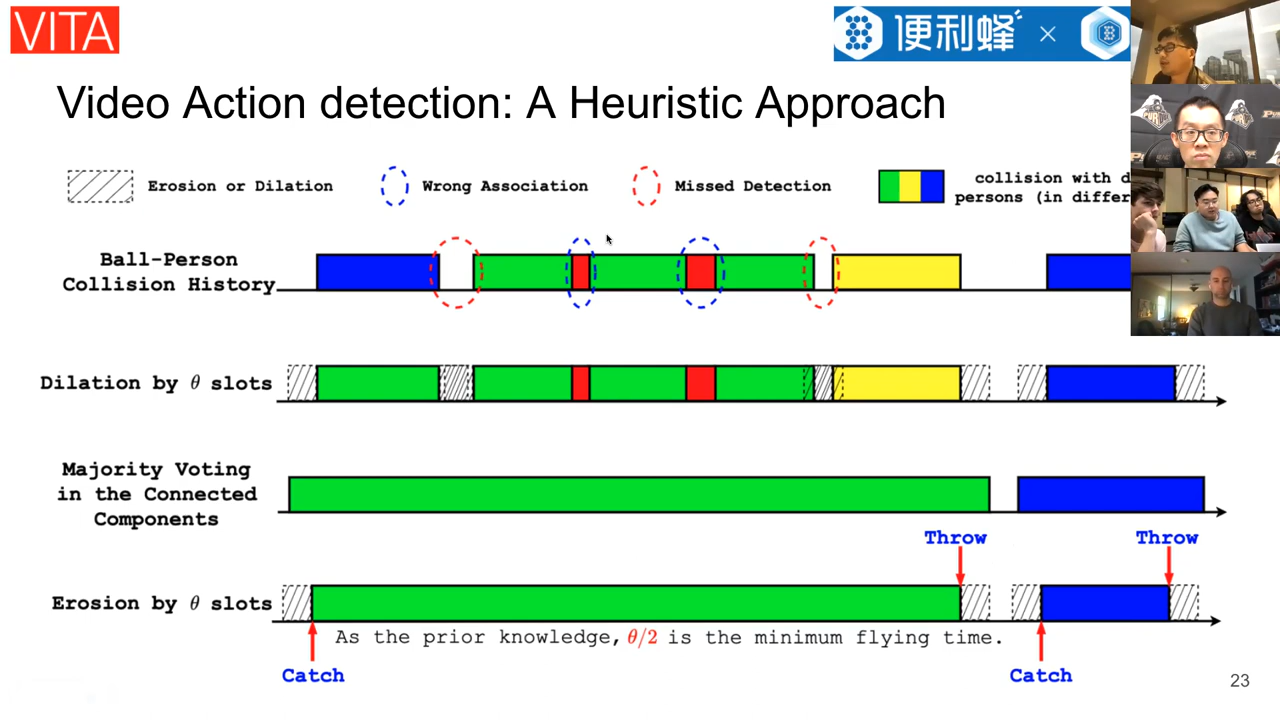 VITA
便利蜂 ×
Video Action detection: A Heuristic Approach
Erosion or Dilation
Wrong Association
Missed Detection
collision with d
persons (in differ
Ball-Person
Collision History
Dilation by θ slots
Majority Voting
in the Connected
Components
Throw
Throw
Erosion by θ slots
As the prior knowledge, θ/2 is the minimum flying time.
Catch
Catch
23